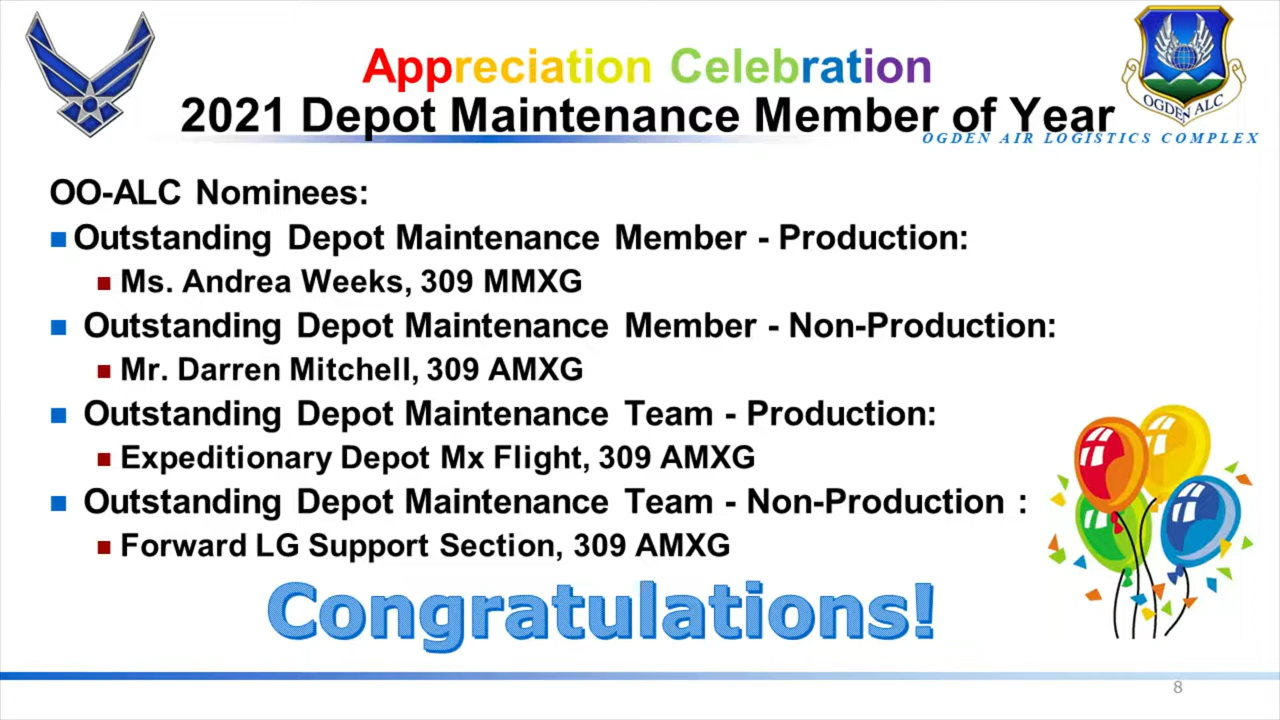 Appreciation Celebration
2021 Depot Maintenance Member of Year
OGDEN ALC
OGDEN AIR LOGISTICS COMPLEX
OO-ALC Nominees:
Outstanding Depot Maintenance Member - Production:
Ms. Andrea Weeks, 309 MMXG
Outstanding Depot Maintenance Member - Non-Production:
Mr. Darren Mitchell, 309 AMXG
Outstanding Depot Maintenance Team - Production:
Expeditionary Depot Mx Flight, 309 AMXG
Outstanding Depot Maintenance Team - Non-Production :
Forward LG Support Section, 309 AMXG
Congratulations!
8